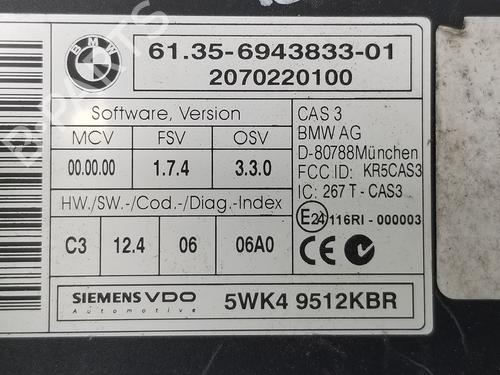 BMW
61.35-6943833-01
2070220100
Software, Version
MCV FSV OSV
00.00.00 1.7.4 3.3.0
HW./SW.-/Cod.-/Diag.-Index
C3 12.4 06 06A0
CAS 3
BMW AG
D-80788München
FCC ID: KR5CAS3
IC: 267 T - CAS3
E24 116RI - 000003
CE
SIEMENS VDO
Automotive
5WK4 9512KBR